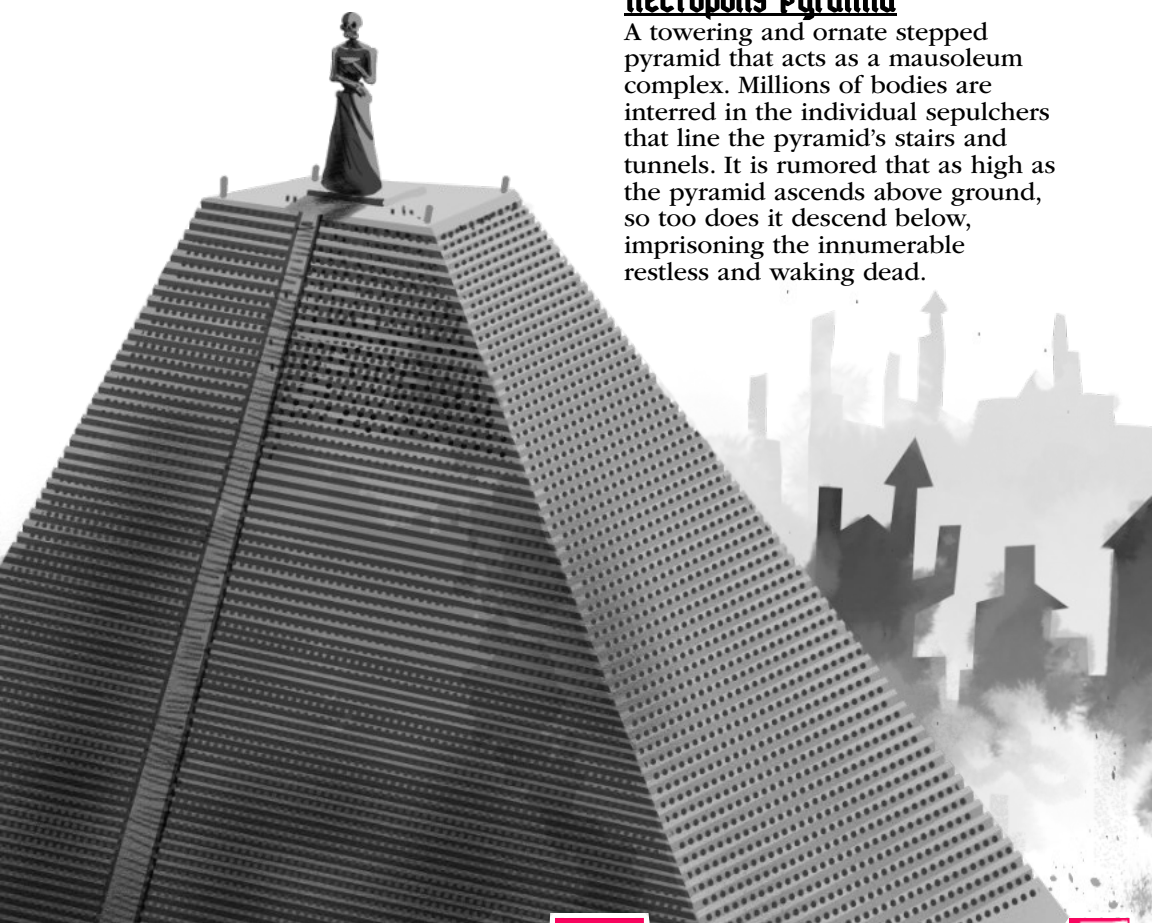 Necropolis Pyramid
A towering and ornate stepped
pyramid that acts as a mausoleum
complex. Millions of bodies are
interred in the individual sepulchers
that line the pyramid’s stairs and
tunnels. It is rumored that as high as
the pyramid ascends above ground,
so too does it descend below,
imprisoning the innumerable
restless and waking dead.